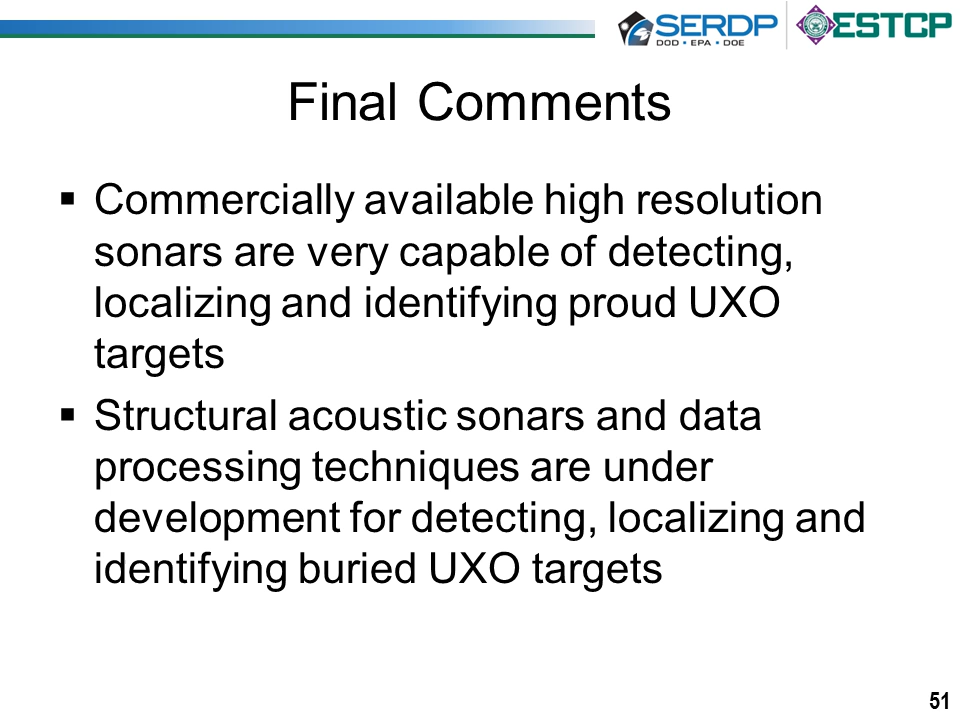 SERDP
DOD • EPA • DOE
ESTCP
Final Comments
▪ Commercially available high resolution
sonars are very capable of detecting,
localizing and identifying proud UXO
targets
▪ Structural acoustic sonars and data
processing techniques are under
development for detecting, localizing and
identifying buried UXO targets
51